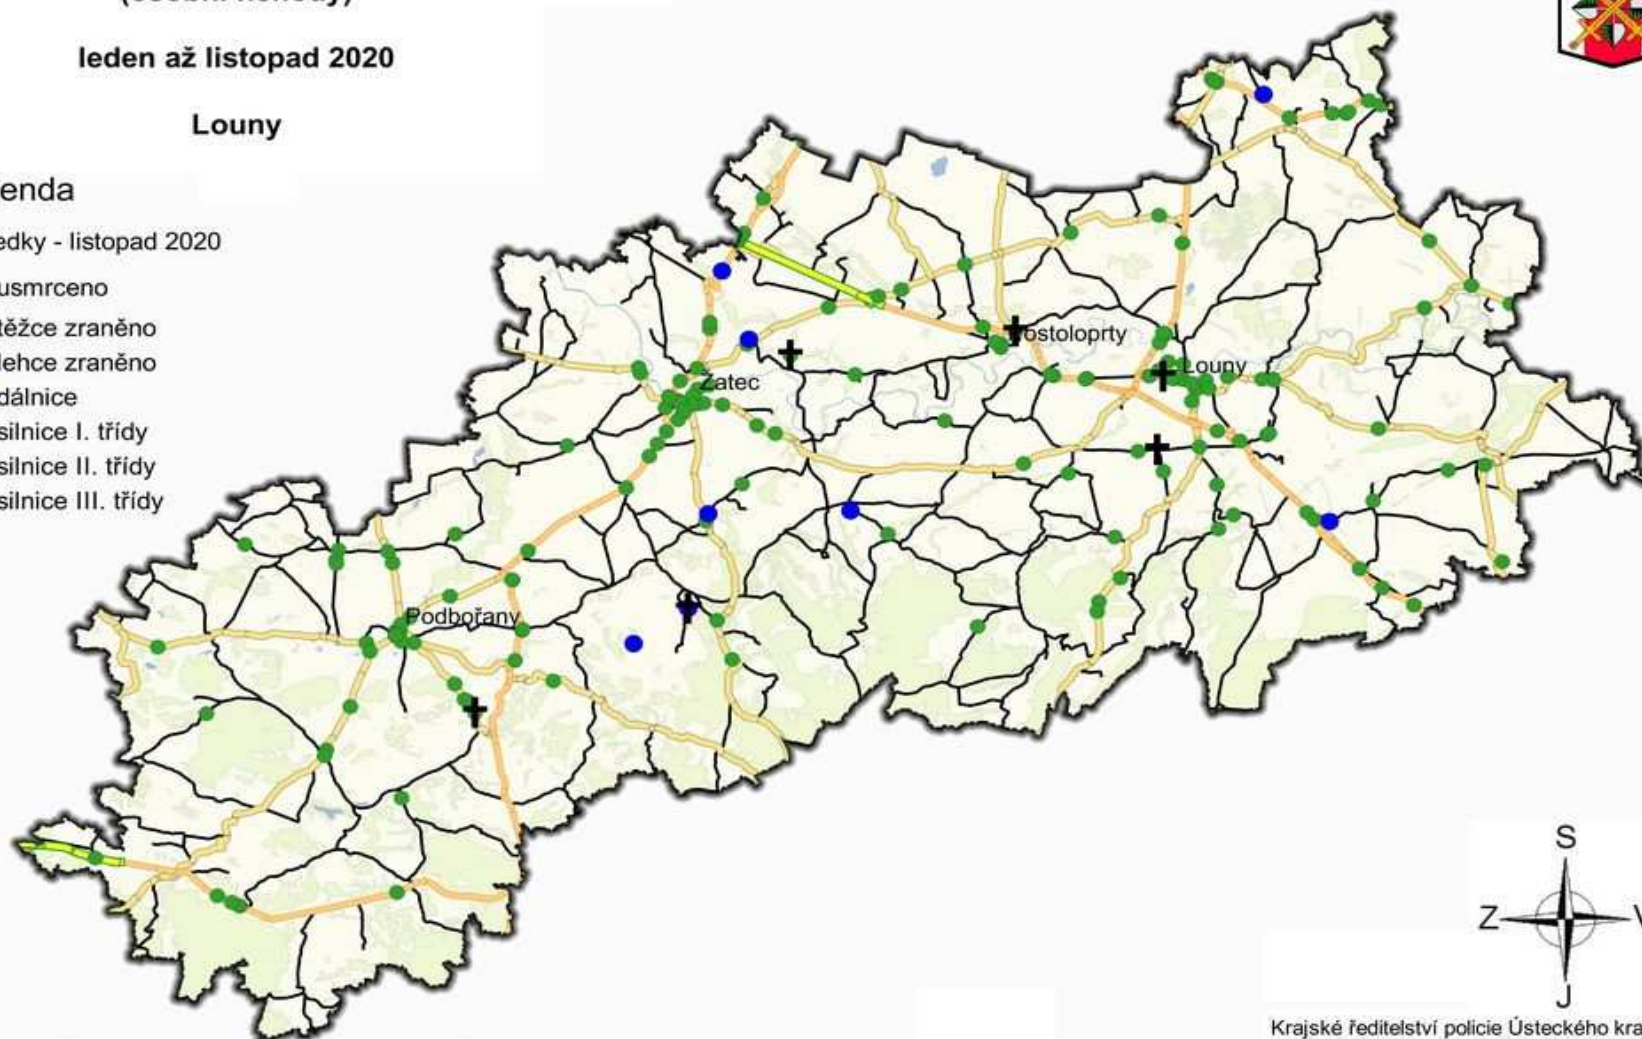 leden až listopad 2020
Louny
enda
edky - listopad 2020
usmrceno
těžce zraněno
lehce zraněno
dálnice
silnice I. třídy
silnice II. třídy
silnice III. třídy
ostoloprty
Louny
Žatec
Podbořany
S
Z
J
Krajské ředitelství policie Ústeckého kra